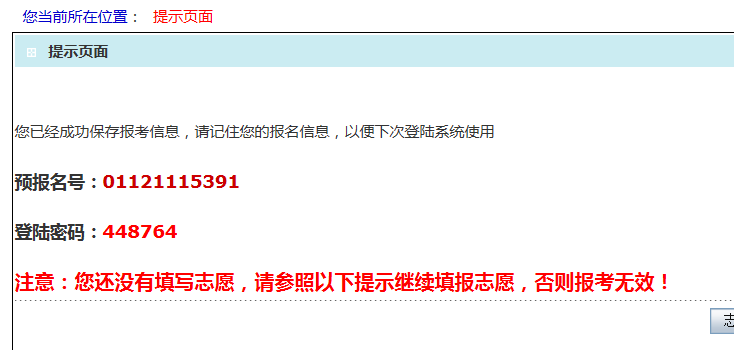 您当前所在位置： 提示页面
提示页面
您已经成功保存报考信息，请记住您的报名信息，以便下次登陆系统使用
预报名号：01121115391
登陆密码：448764
注意：您还没有填写志愿，请参照以下提示继续填报志愿，否则报考无效！
志